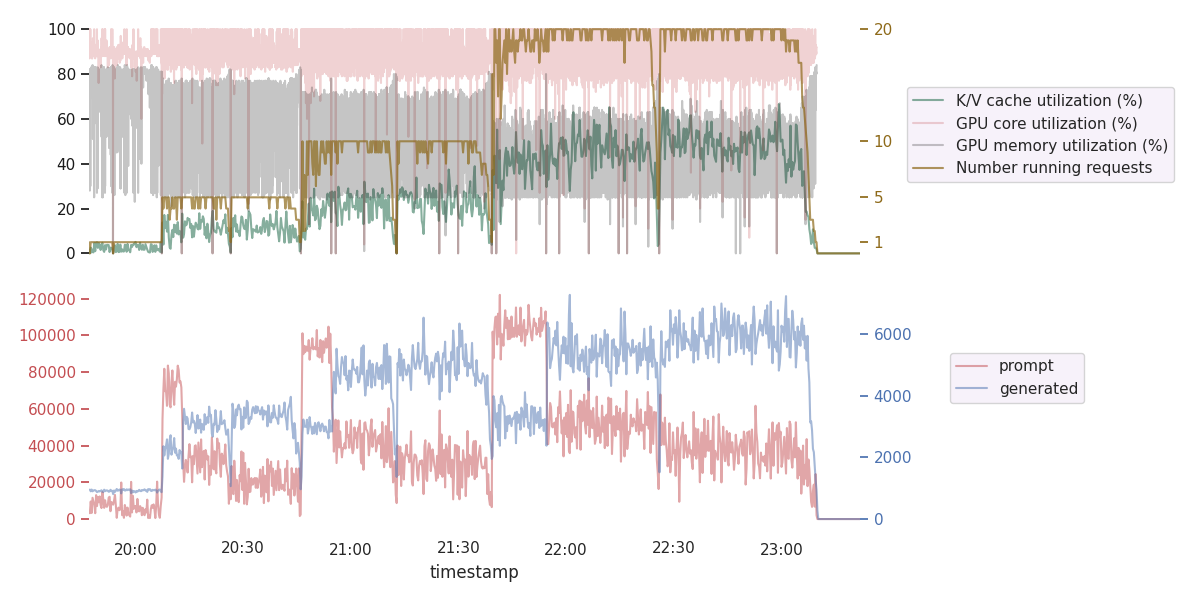 100
80
60
40
20
0
20
10
5
1
K/V cache utilization (%)
GPU core utilization (%)
GPU memory utilization (%)
Number running requests
120000
100000
80000
60000
40000
20000
0
6000
4000
2000
0
prompt
generated
20:00 20:30 21:00 21:30 22:00 22:30 23:00
timestamp